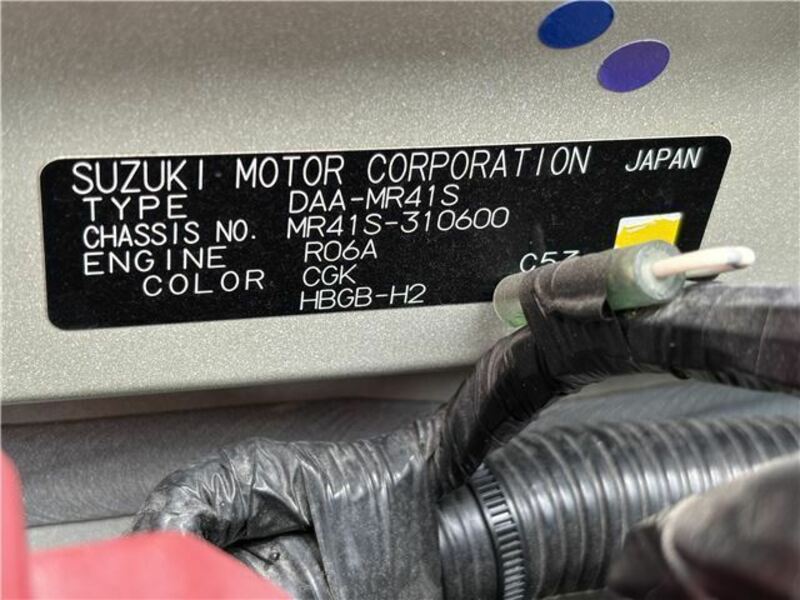 SUZUKI MOTOR CORPORATION JAPAN
TYPE DAA-MR41S
CHASSIS NO. MR41S-310600
ENGINE R06A
COLOR CGK
HBGB-H2